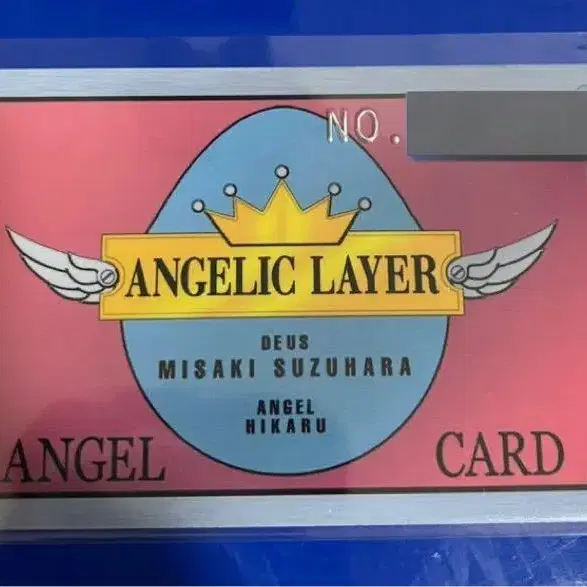 NO.
ANGELIC LAYER
DEUS
MISAKI SUZUHARA
ANGEL
HIKARU
ANGEL CARD